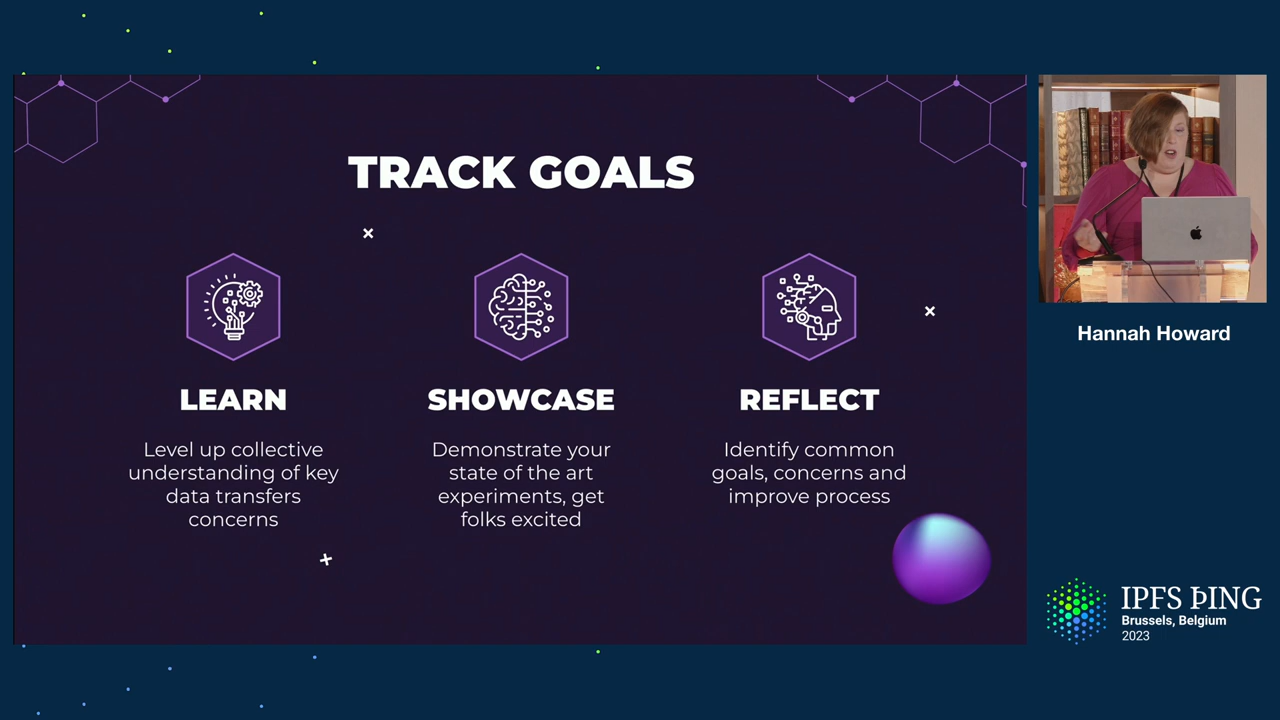 TRACK GOALS
LEARN
Level up collective
understanding of key
data transfers
concerns
SHOWCASE
Demonstrate your
state of the art
experiments, get
folks excited
REFLECT
Identify common
goals, concerns and
improve process
Hannah Howard
IPFS ÞING
Brussels, Belgium
2023